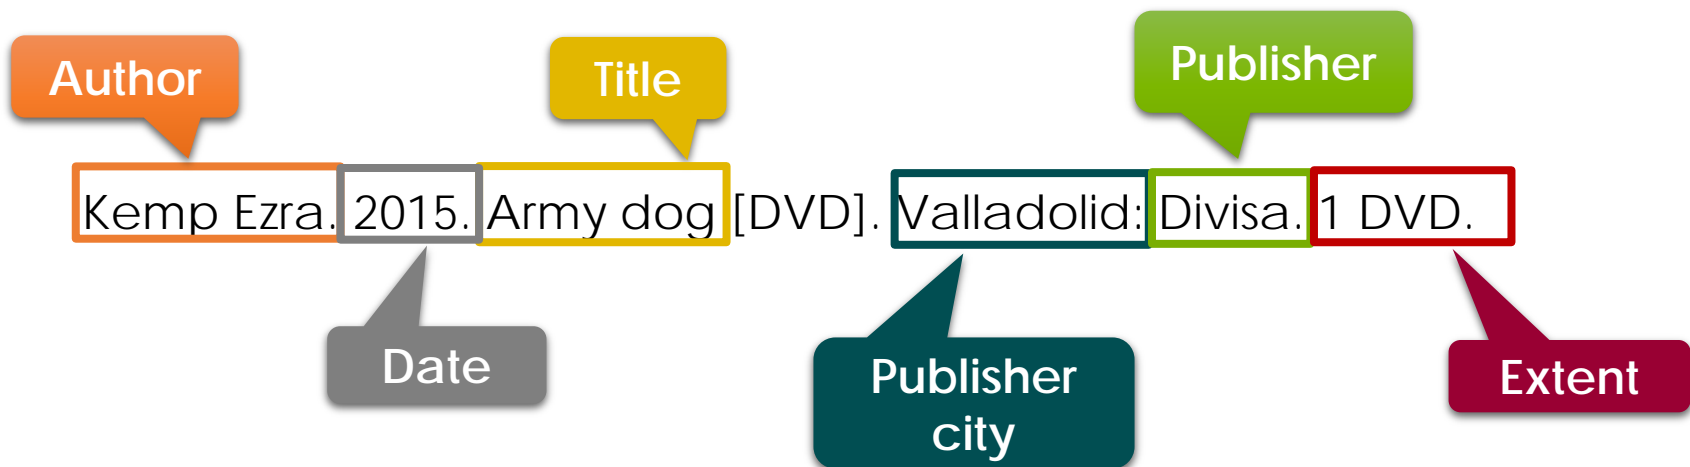 Author
Title
Publisher
Kemp Ezra. 2015. Army dog [DVD]. Valladolid: Divisa. 1 DVD.
Date
Publisher
city
Extent